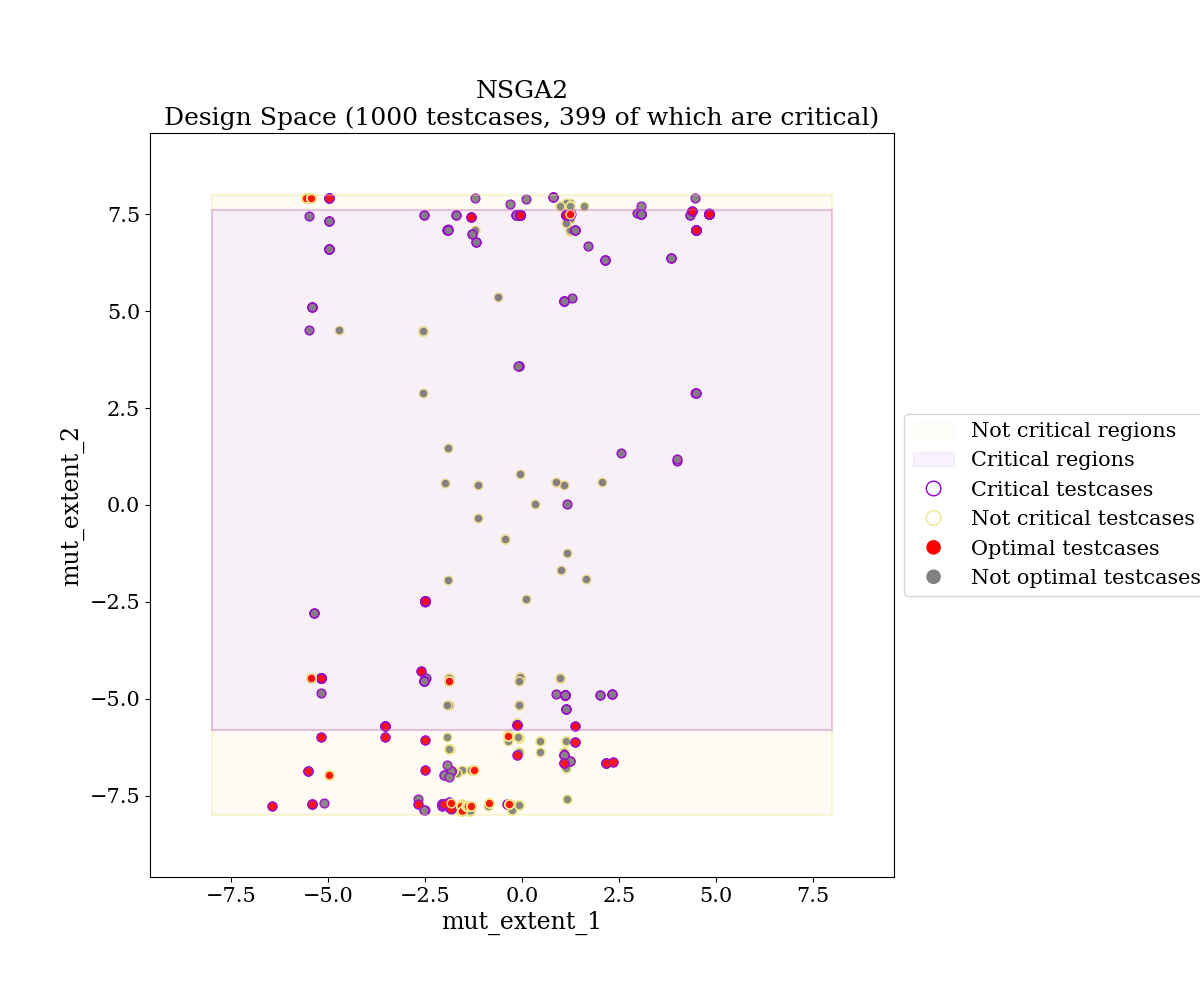 NSGA2
Design Space (1000 testcases, 399 of which are critical)
7.5
5.0
2.5
0.0
−2.5
−5.0
−7.5
mut_extent_2
−7.5
−5.0
−2.5
0.0
2.5
5.0
7.5
mut_extent_1
Not critical regions
Critical regions
Critical testcases
Not critical testcases
Optimal testcases
Not optimal testcases